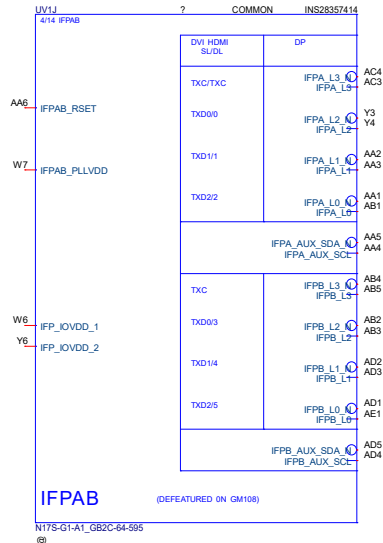 UV1J ? COMMON INS28357414
4/14 IFPAB
DVI HDMI DP
SL/DL
TXC/TXC IFPA_L3_N AC4
IFPA_L3 AC3
AA6 IFPAB_RSET
TXD0/0 IFPA_L2_N Y3
IFPA_L2 Y4
W7 IFPAB_PLLVDD
TXD1/1 IFPA_L1_N AA2
IFPA_L1 AA3
TXD2/2 IFPA_L0_N AA1
IFPA_L0 AB1
IFPA_AUX_SDA_N AA5
IFPA_AUX_SCL AA4
TXC IFPB_L3_N AB4
IFPB_L3 AB5
W6 IFP_IOVDD_1
TXD0/3 IFPB_L2_N AB2
IFPB_L2 AB3
Y6 IFP_IOVDD_2
TXD1/4 IFPB_L1_N AD2
IFPB_L1 AD3
TXD2/5 IFPB_L0_N AD1
IFPB_L0 AE1
IFPB_AUX_SDA_N AD5
IFPB_AUX_SCL AD4
IFPAB (DEFEATURED 0N GM108)
N17S-G1-A1_GB2C-64-595
@